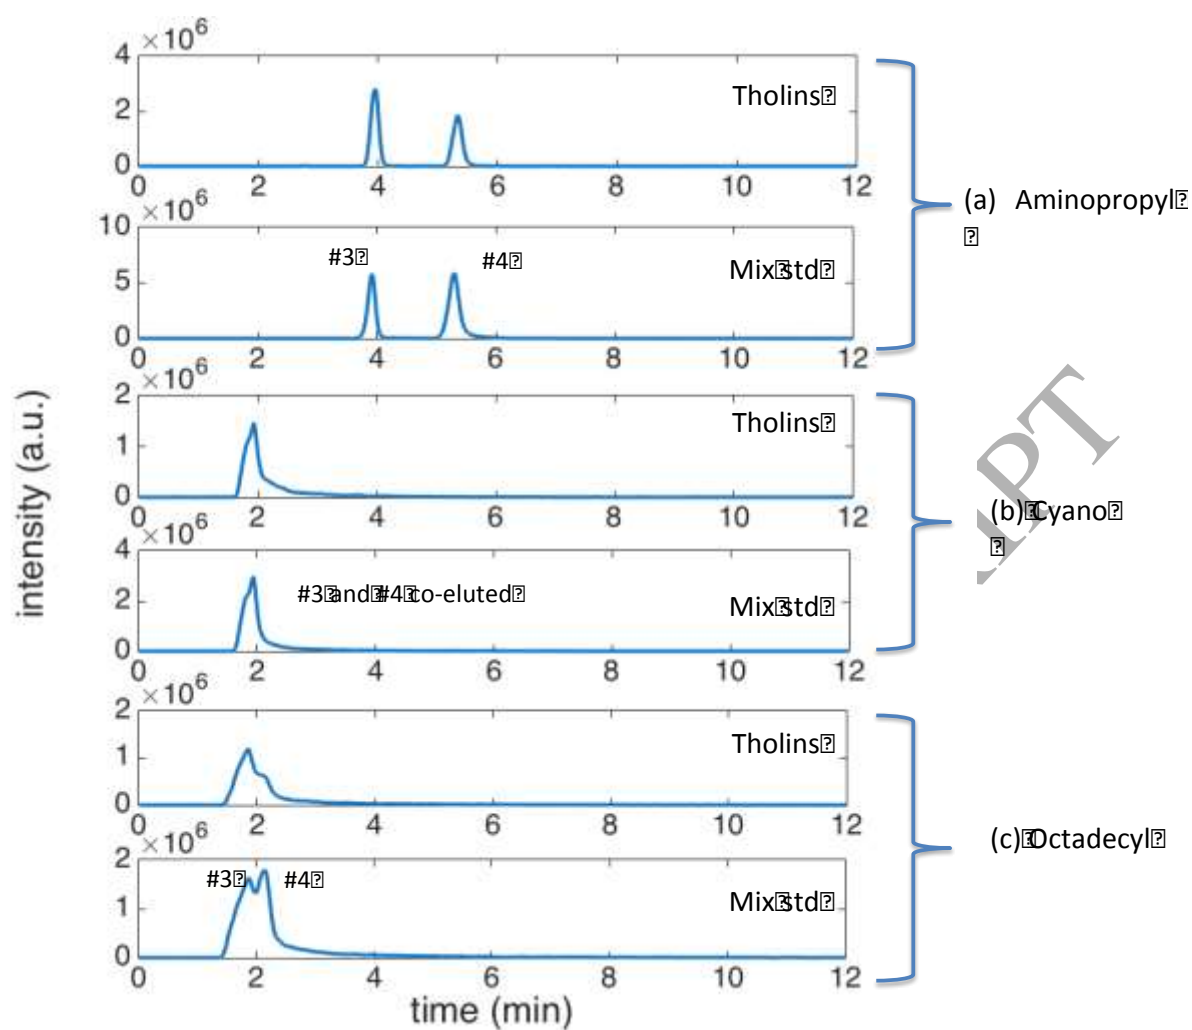 ×10⁶
4
2
0
0 2 4 6 8 10 12
Tholins⍰
×10⁶
10
5
0
0 2 4 6 8 10 12
#3⍰ #4⍰
Mix⍰std⍰
(a) Aminopropyl⍰
⍰
×10⁶
2
1
0
0 2 4 6 8 10 12
Tholins⍰
×10⁶
4
2
0
0 2 4 6 8 10 12
#3⍰and⍰#4⍰co-eluted⍰
Mix⍰std⍰
(b)⍰Cyano⍰
⍰
×10⁶
2
1
0
0 2 4 6 8 10 12
Tholins⍰
×10⁶
2
1
0
0 2 4 6 8 10 12
#3⍰ #4⍰
Mix⍰std⍰
(c)⍰Octadecyl⍰
intensity (a.u.)
time (min)
IPT